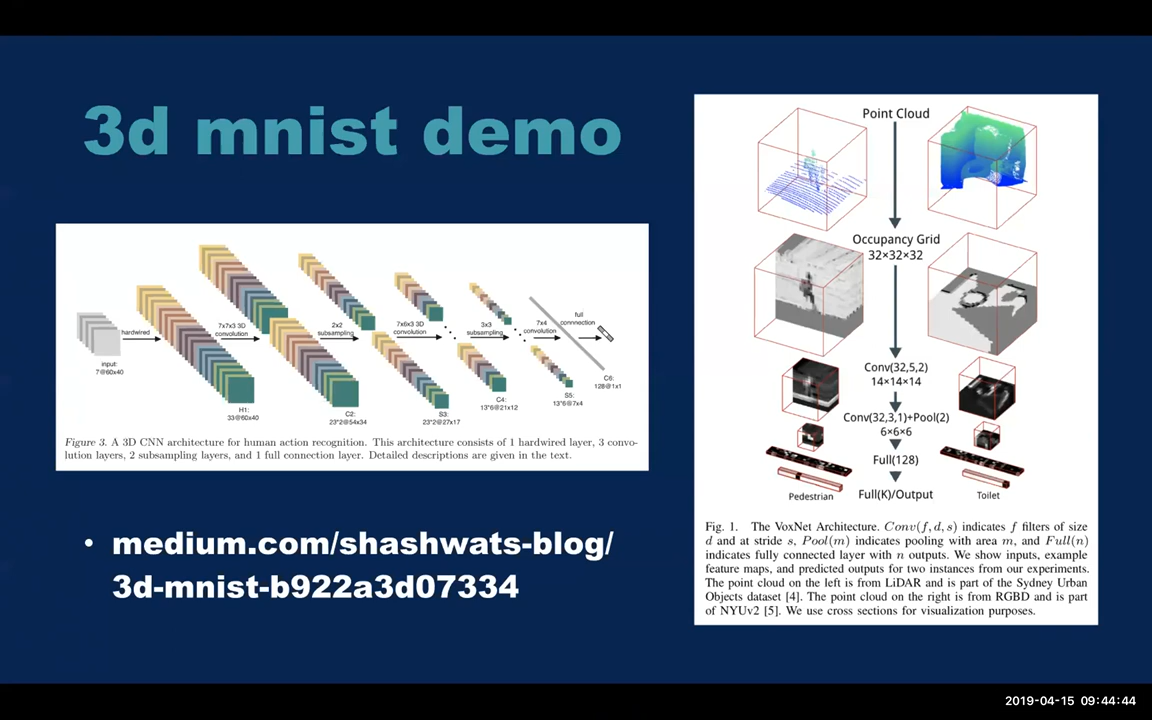 3d mnist demo
input:
7@60x40
hardwired
H1:
33@60x40
7x7x3 3D
convolution
C2:
23*2@54x34
2x2
subsampling
S3:
23*2@27x17
7x6x3 3D
convolution
C4:
13*6@21x12
3x3
subsampling
S5:
13*6@7x4
7x4
convolution
full
connnection
C6:
128@1x1
Figure 3. A 3D CNN architecture for human action recognition. This architecture consists of 1 hardwired layer, 3 convo-
lution layers, 2 subsampling layers, and 1 full connection layer. Detailed descriptions are given in the text.
• medium.com/shashwats-blog/
3d-mnist-b922a3d07334
Point Cloud
Occupancy Grid
32×32×32
Conv(32,5,2)
14×14×14
Conv(32,3,1)+Pool(2)
6×6×6
Full(128)
Pedestrian
Full(K)/Output
Toilet
Fig. 1. The VoxNet Architecture. Conv(f, d, s) indicates f filters of size
d and at stride s, Pool(m) indicates pooling with area m, and Full(n)
indicates fully connected layer with n outputs. We show inputs, example
feature maps, and predicted outputs for two instances from our experiments.
The point cloud on the left is from LiDAR and is part of the Sydney Urban
Objects dataset [4]. The point cloud on the right is from RGBD and is part
of NYUv2 [5]. We use cross sections for visualization purposes.
2019-04-15 09:44:44